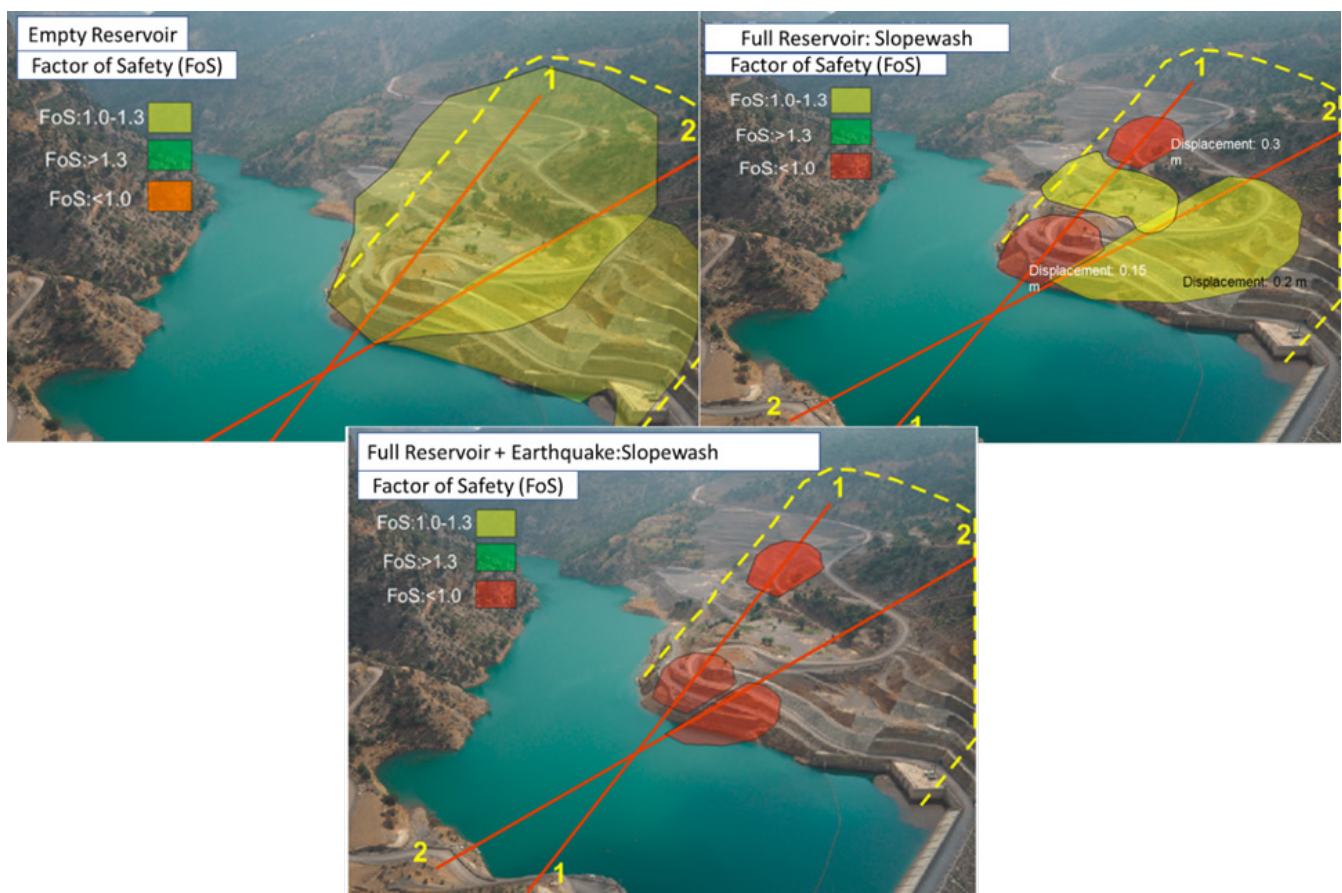 Empty Reservoir
Factor of Safety (FoS)
FoS:1.0-1.3
FoS:>1.3
FoS:<1.0
1
2
Full Reservoir: Slopewash
Factor of Safety (FoS)
FoS:1.0-1.3
FoS:>1.3
FoS:<1.0
1
2
Displacement: 0.3
m
Displacement: 0.15
m
Displacement: 0.2 m
2
1
Full Reservoir + Earthquake:Slopewash
Factor of Safety (FoS)
FoS:1.0-1.3
FoS:>1.3
FoS:<1.0
1
2
2
1